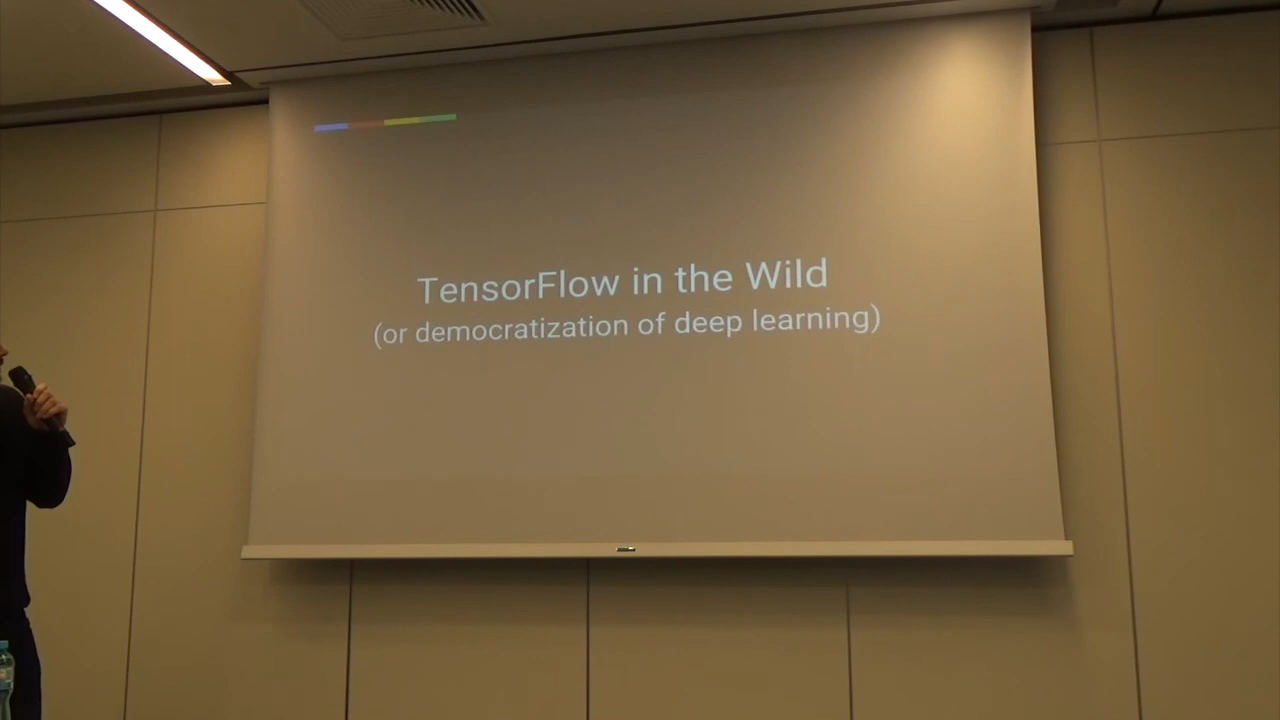 TensorFlow in the Wild
(or democratization of deep learning)